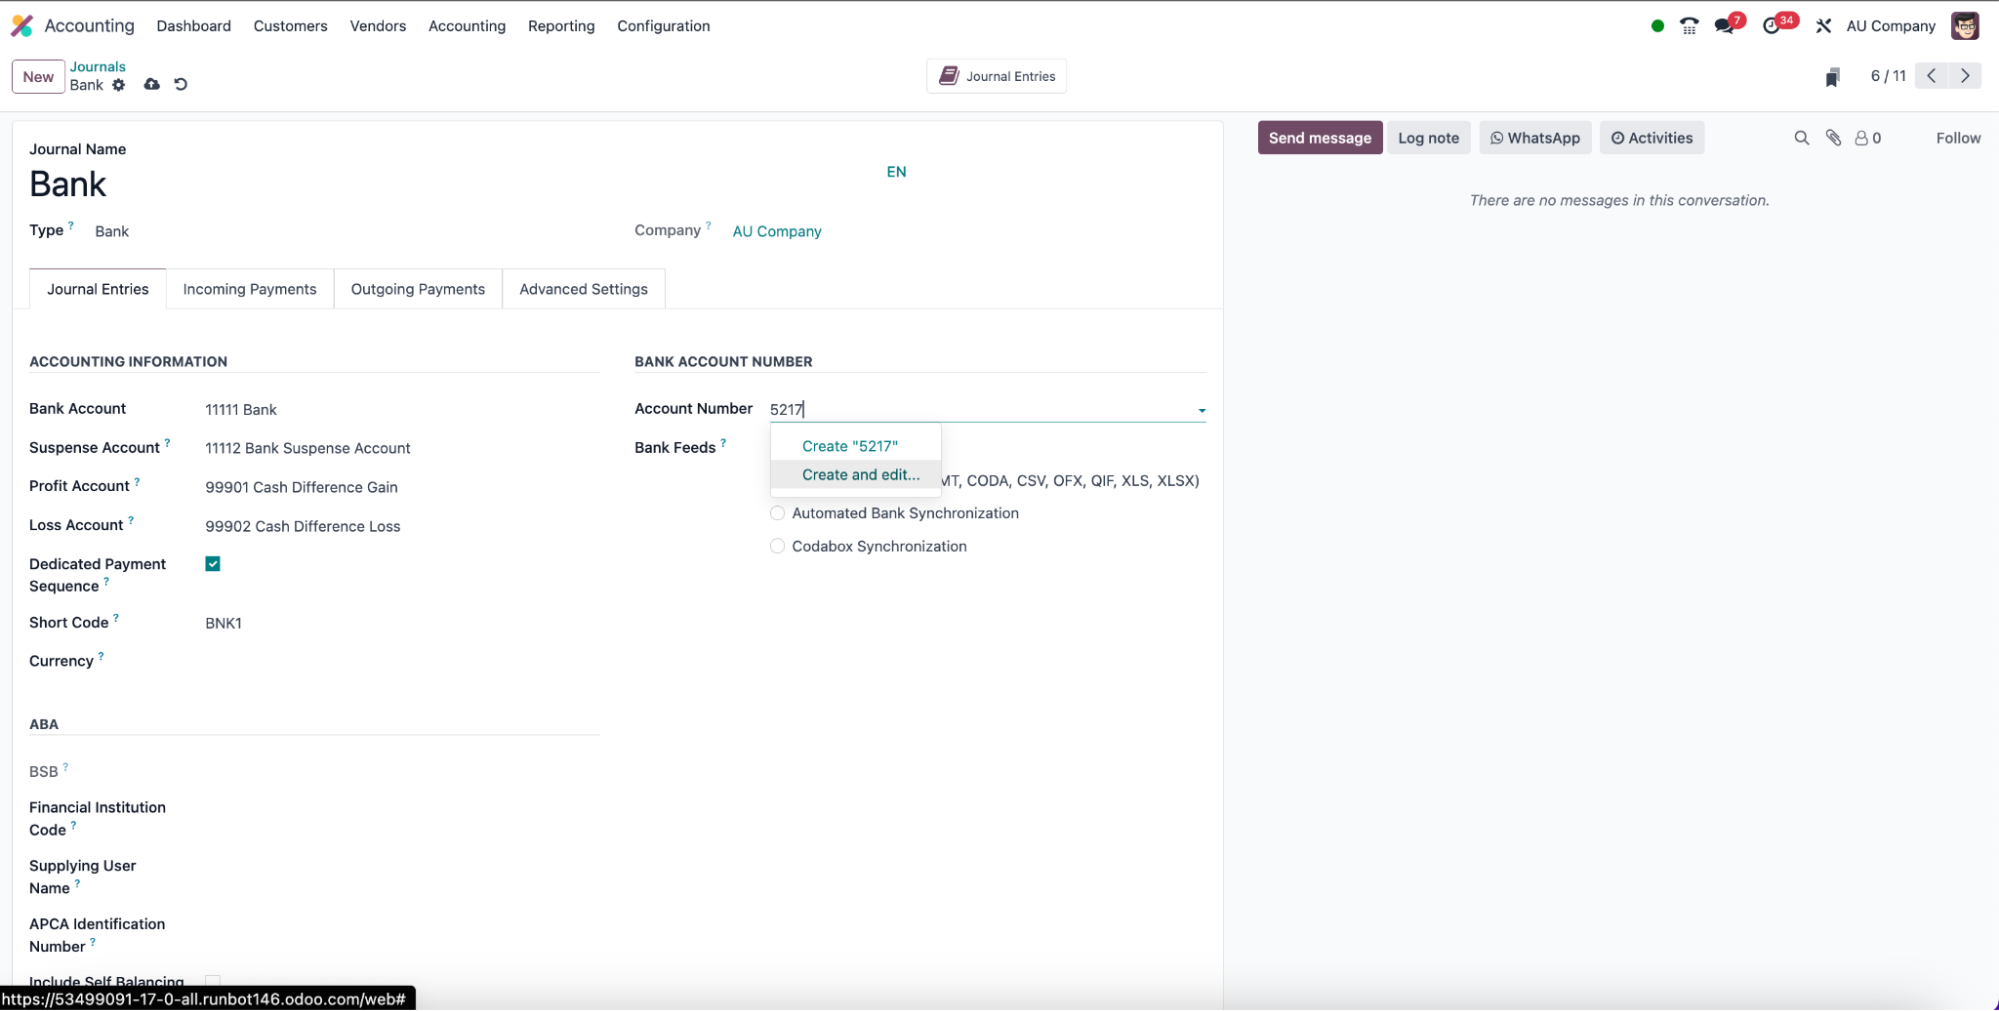 Accounting Dashboard Customers Vendors Accounting Reporting Configuration 7 34 AU Company
New Journals
Bank
Journal Entries
6 / 11
Send message Log note WhatsApp Activities 0 Follow
There are no messages in this conversation.
Journal Name
Bank
EN
Type ? Bank
Company ? AU Company
Journal Entries Incoming Payments Outgoing Payments Advanced Settings
ACCOUNTING INFORMATION
Bank Account 11111 Bank
Suspense Account ? 11112 Bank Suspense Account
Profit Account ? 99901 Cash Difference Gain
Loss Account ? 99902 Cash Difference Loss
Dedicated Payment
Sequence ?
Short Code ? BNK1
Currency ?
BANK ACCOUNT NUMBER
Account Number 5217
Create "5217"
Create and edit...
Bank Feeds ?
MT, CODA, CSV, OFX, QIF, XLS, XLSX)
Automated Bank Synchronization
Codabox Synchronization
ABA
BSB ?
Financial Institution
Code ?
Supplying User
Name ?
APCA Identification
Number ?
Include Self Balancing
https://53499091-17-0-all.runbot146.odoo.com/web#